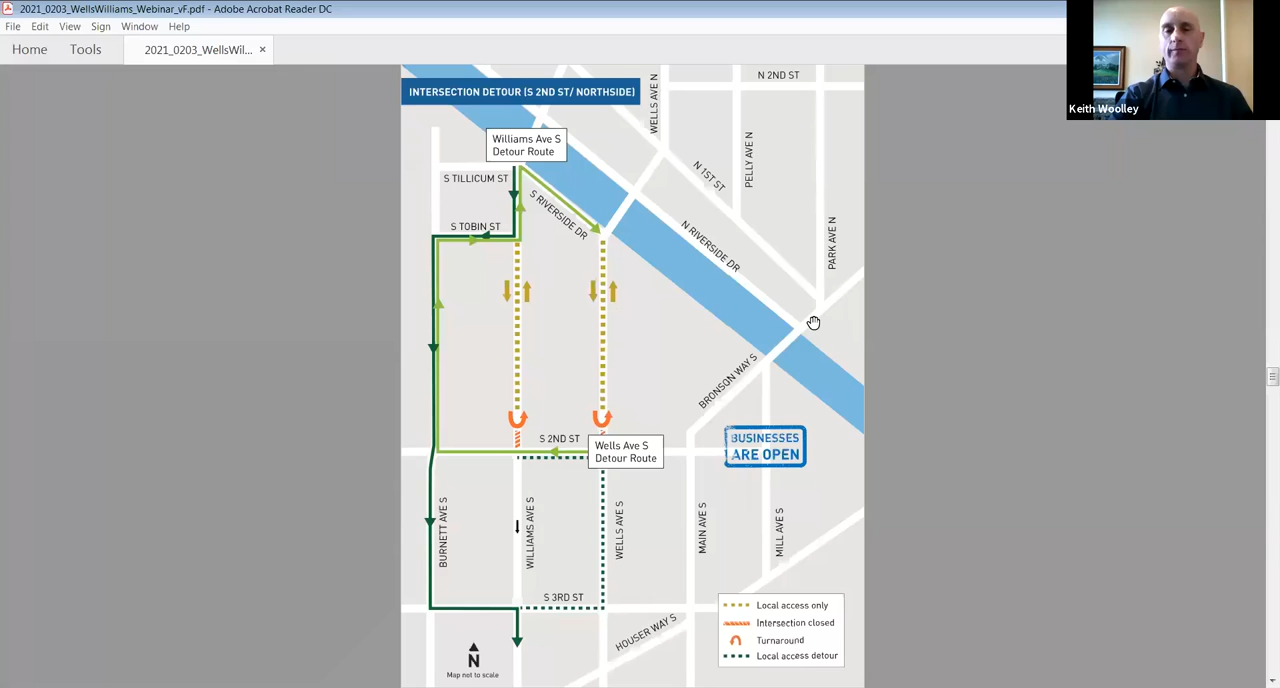 2021_0203_WellsWilliams_Webinar_vF.pdf - Adobe Acrobat Reader DC
File Edit View Sign Window Help
Home Tools 2021_0203_WellsWil... ×
Keith Woolley
INTERSECTION DETOUR (S 2ND ST/ NORTHSIDE)
N 2ND ST
WELLS AVE N
Williams Ave S
Detour Route
PELLY AVE N
N 1ST ST
S TILLICUM ST
S RIVERSIDE DR
S TOBIN ST
N RIVERSIDE DR
PARK AVE N
BRONSON WAY S
S 2ND ST
Wells Ave S
Detour Route
BUSINESSES
ARE OPEN
BURNETT AVE S
WILLIAMS AVE S
WELLS AVE S
MAIN AVE S
MILL AVE S
S 3RD ST
HOUSER WAY S
Local access only
Intersection closed
Turnaround
Local access detour
N
Map not to scale